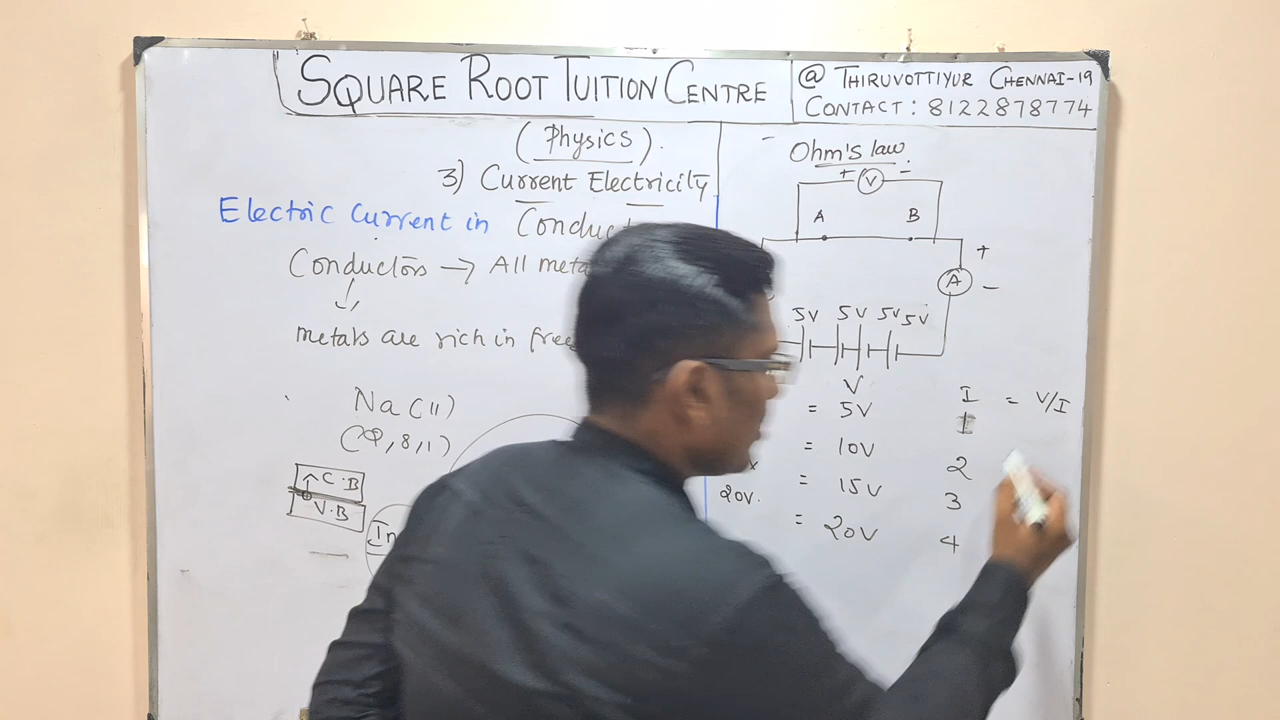 SQUARE ROOT TUITION CENTRE
@ THIRUVOTTIYUR CHENNAI-19
CONTACT : 8122878774
(Physics).
3) Current Electricity
Electric Current in
Conductors → All
metals are rich in free
Na (11)
8, 1)
C.B
V.B
In
Ohm's law.
+ V -
A B
+
A
-
5V 5V 5V 5V
V I = V/I
= 5V 1
= 10V 2
20V. = 15V 3
= 20V 4